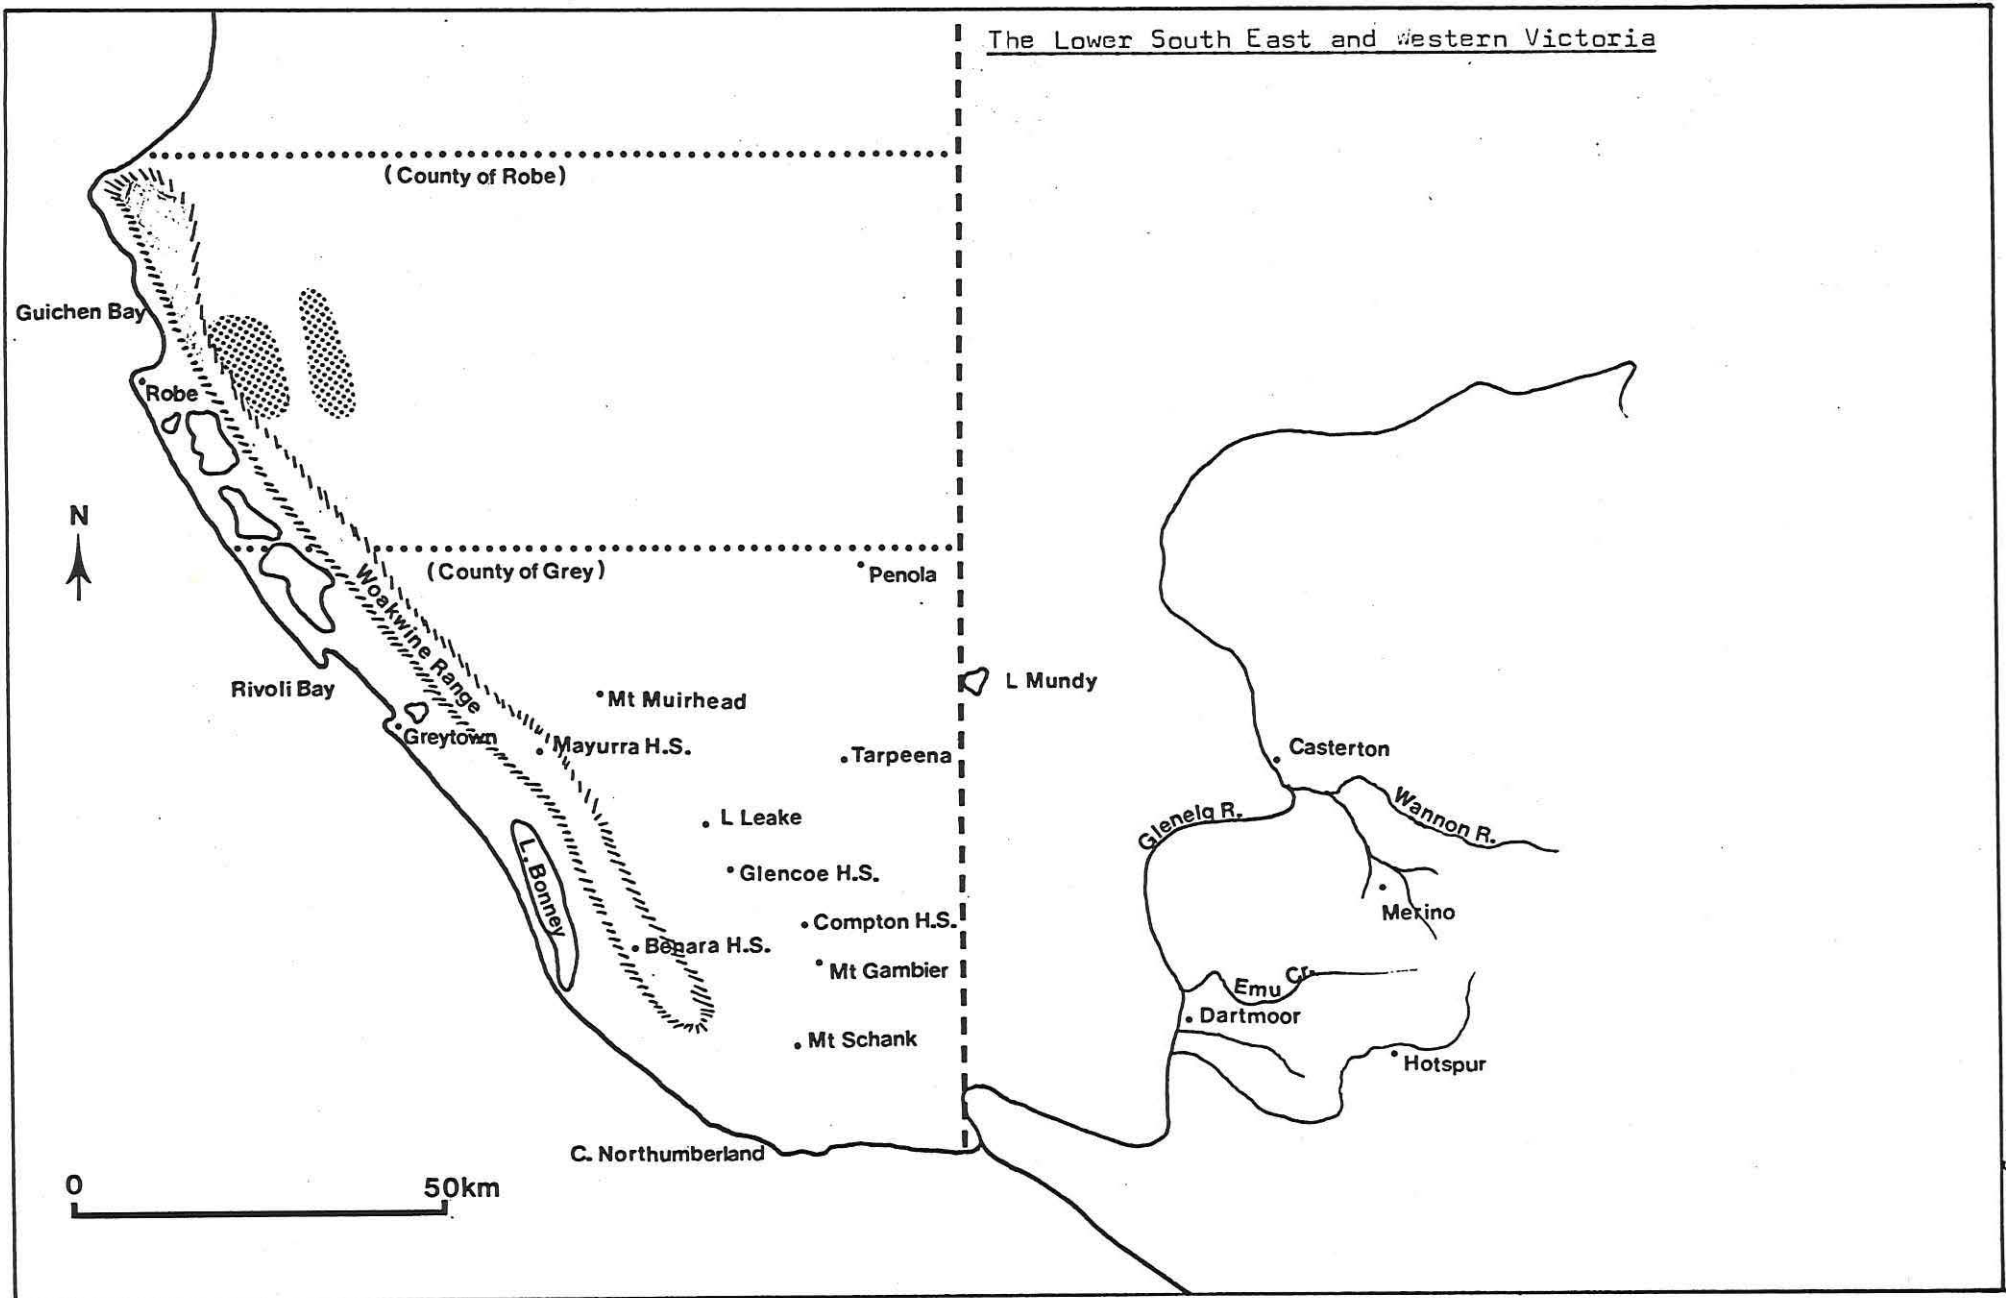 The Lower South East and Western Victoria
(County of Robe)
Guichen Bay
Robe
N
(County of Grey)
Penola
Woakwine Range
Rivoli Bay
Mt Muirhead
L Mundy
Greytown
Mayurra H.S.
Tarpeena
Casterton
L Leake
Glenelg R.
Wannon R.
L. Bonney
Glencoe H.S.
Compton H.S.
Merino
Benara H.S.
Mt Gambier
Emu Cr.
Dartmoor
Mt Schank
Hotspur
C. Northumberland
0 50km